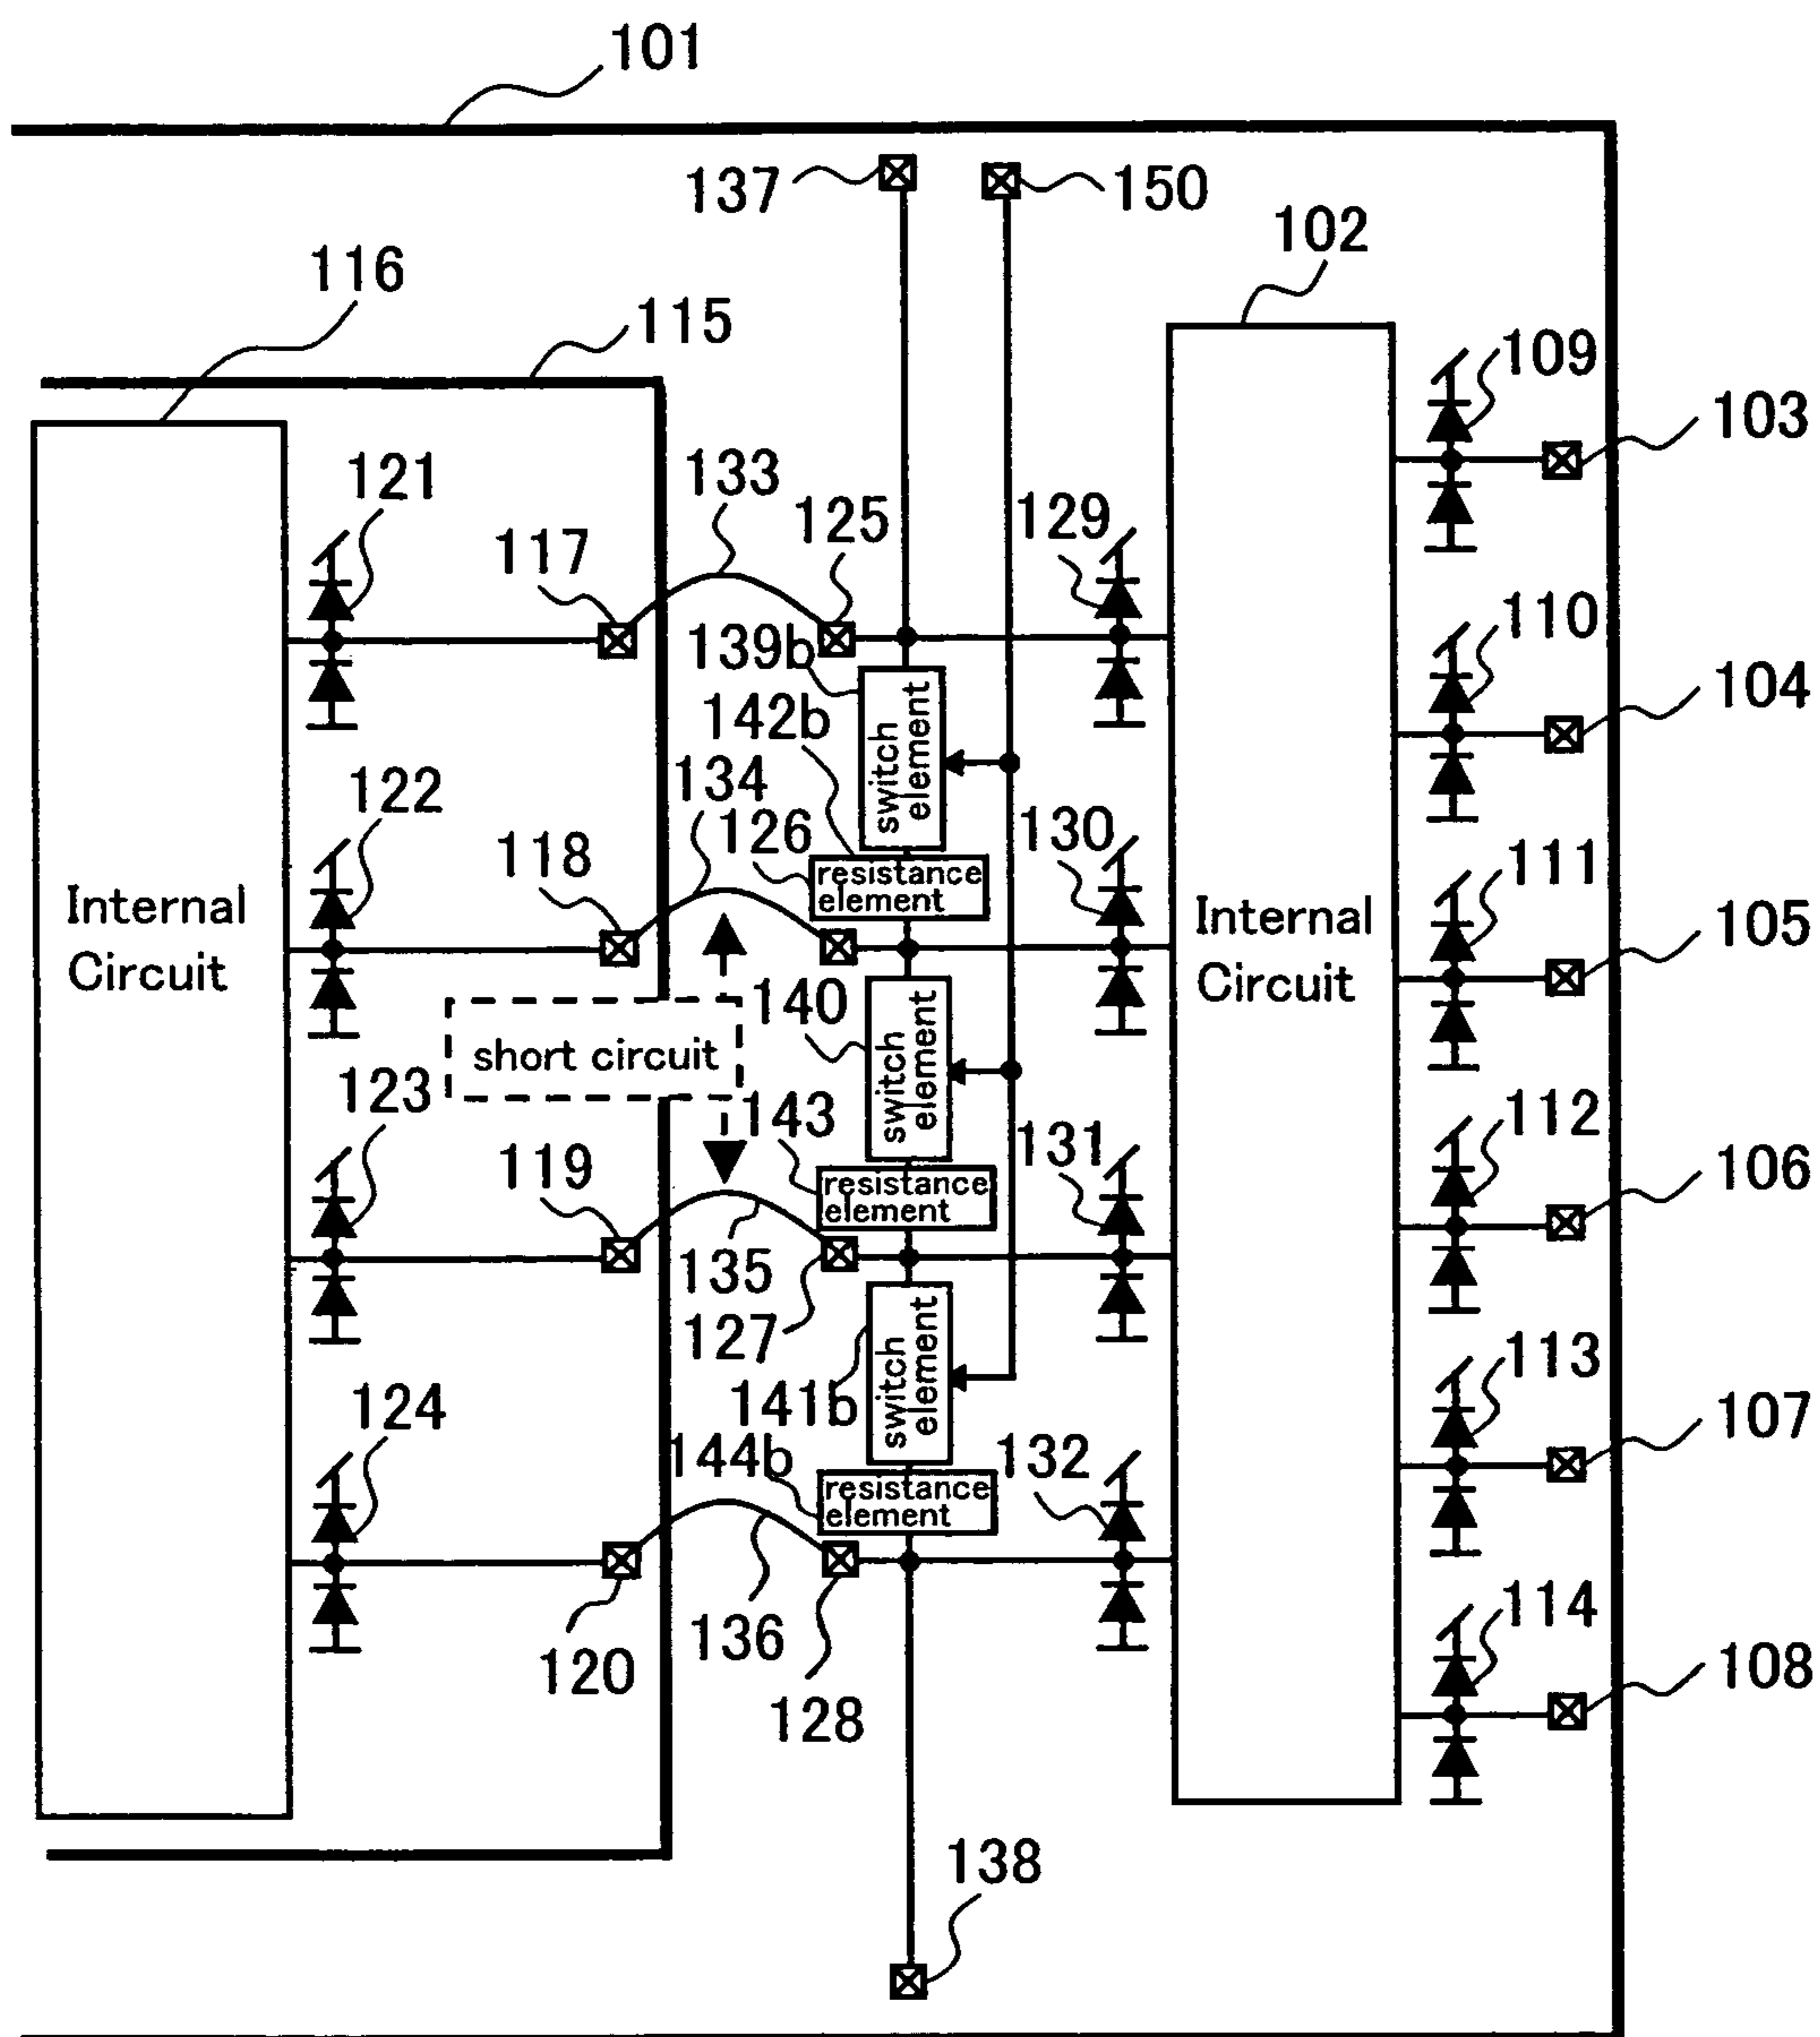 101
137
150
102
116
115
109
103
121
133
125
129
117
139b
110
104
142b
134
122
126
130
118
switch
element
resistance
element
111
105
Internal
Circuit
Internal
Circuit
140
short circuit
switch
element
123
143
131
112
106
119
resistance
element
135
127
switch
element
113
107
141b
124
144b
132
resistance
element
136
120
128
114
108
138